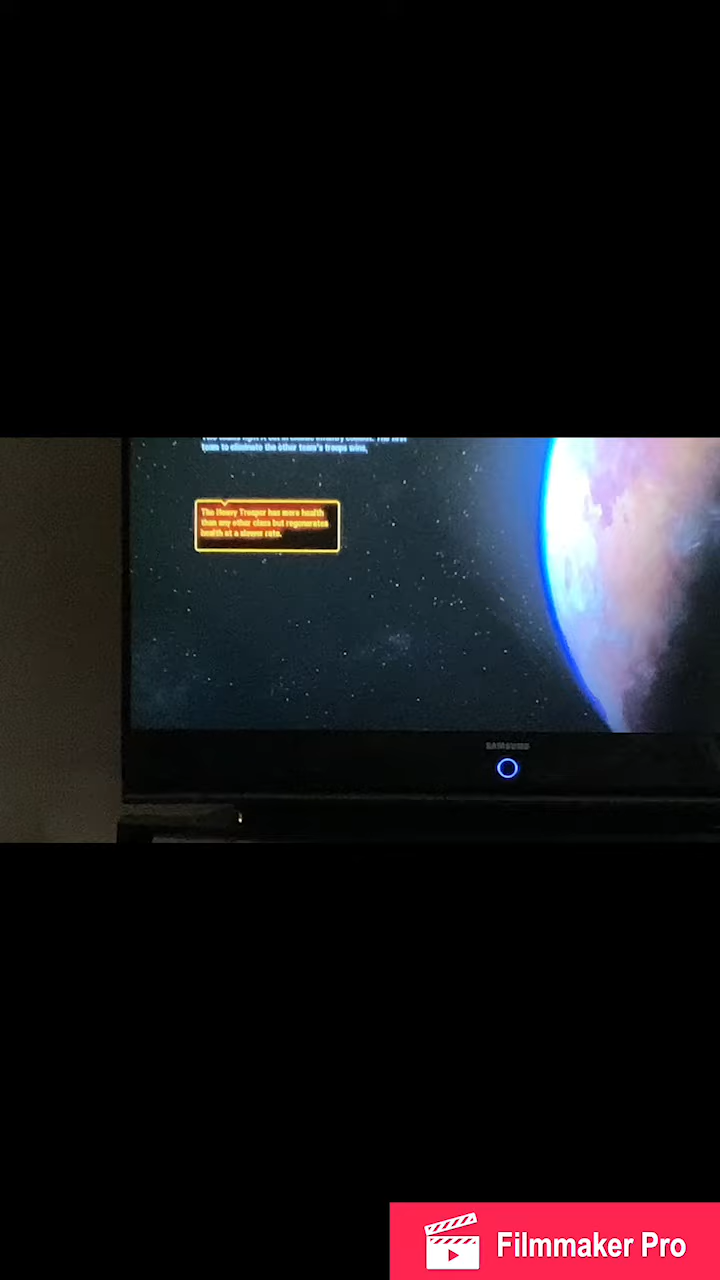 team to eliminate the other team's troops wins.
The Heavy Trooper has more health
than any other class but regenerates
health at a slower rate.
SAMSUNG
Filmmaker Pro